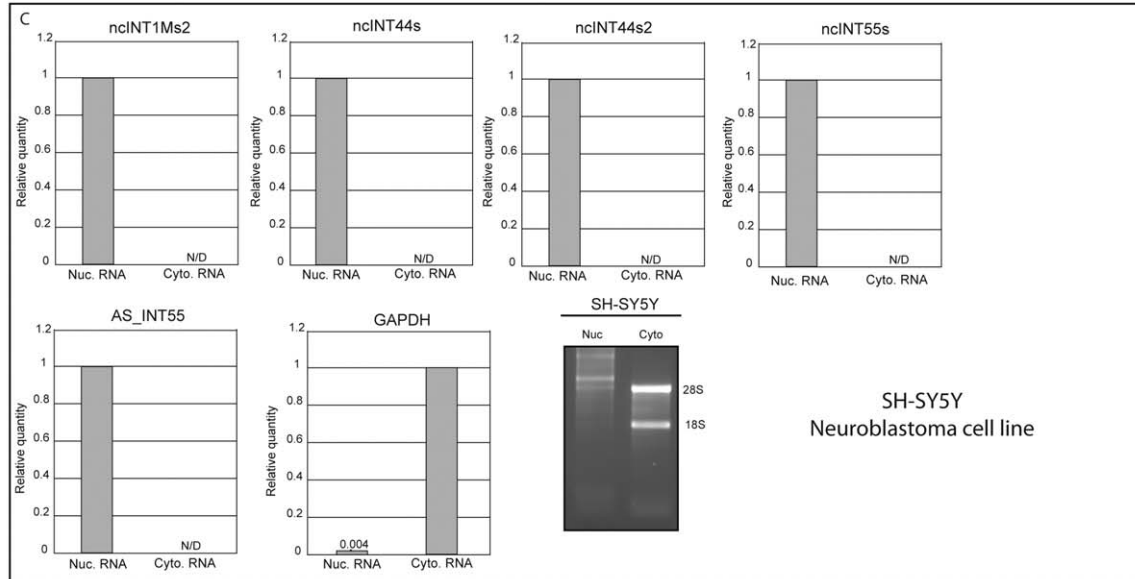 C
ncINT1Ms2
1.2
1
0.8
0.6
0.4
0.2
0
Relative quantity
N/D
Nuc. RNA Cyto. RNA
ncINT44s
1.2
1
0.8
0.6
0.4
0.2
0
Relative quantity
N/D
Nuc. RNA Cyto. RNA
ncINT44s2
1.2
1
0.8
0.6
0.4
0.2
0
Relative quantity
N/D
Nuc. RNA Cyto. RNA
ncINT55s
1.2
1
0.8
0.6
0.4
0.2
0
Relative quantity
N/D
Nuc. RNA Cyto. RNA
AS_INT55
1.2
1
0.8
0.6
0.4
0.2
0
Relative quantity
N/D
Nuc. RNA Cyto. RNA
GAPDH
1.2
1
0.8
0.6
0.4
0.2
0
Relative quantity
0.004
Nuc. RNA Cyto. RNA
SH-SY5Y
Nuc Cyto
28S
18S
SH-SY5Y
Neuroblastoma cell line